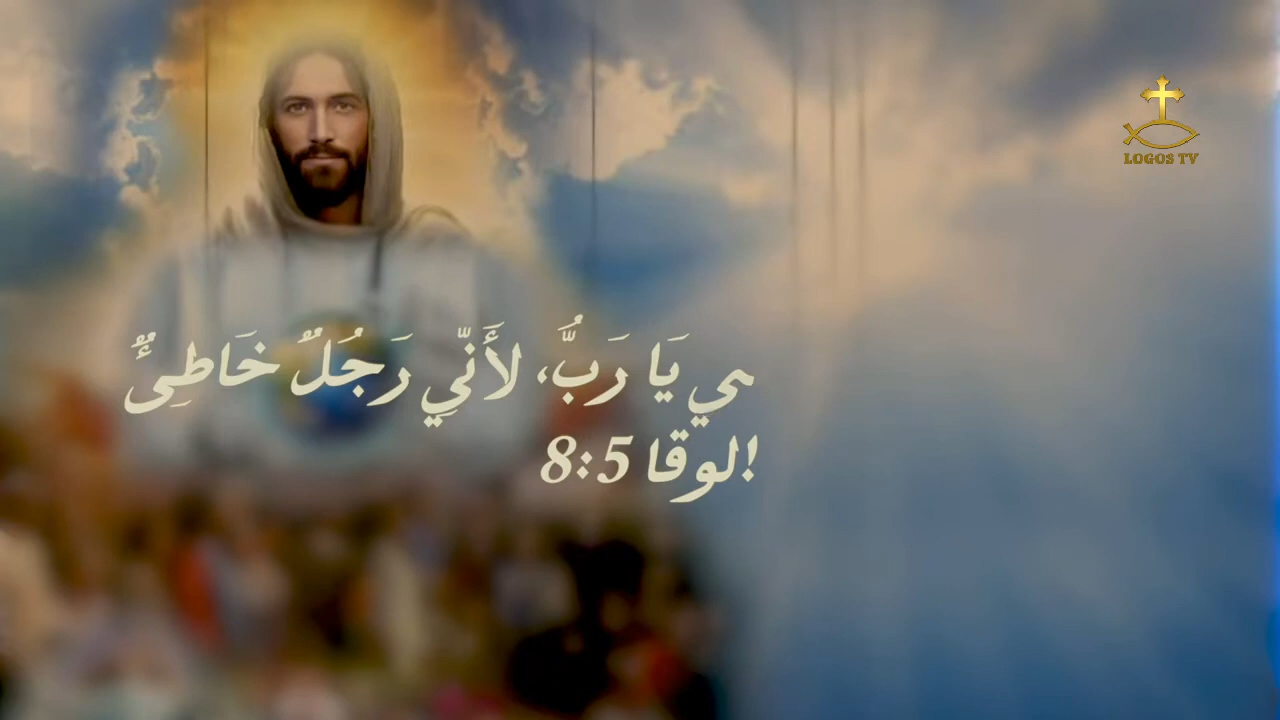 ـي يَا رَبُّ، لأَنِّي رَجُلٌ خَاطِئٌ
!لوقا 8:5
LOGOS TV